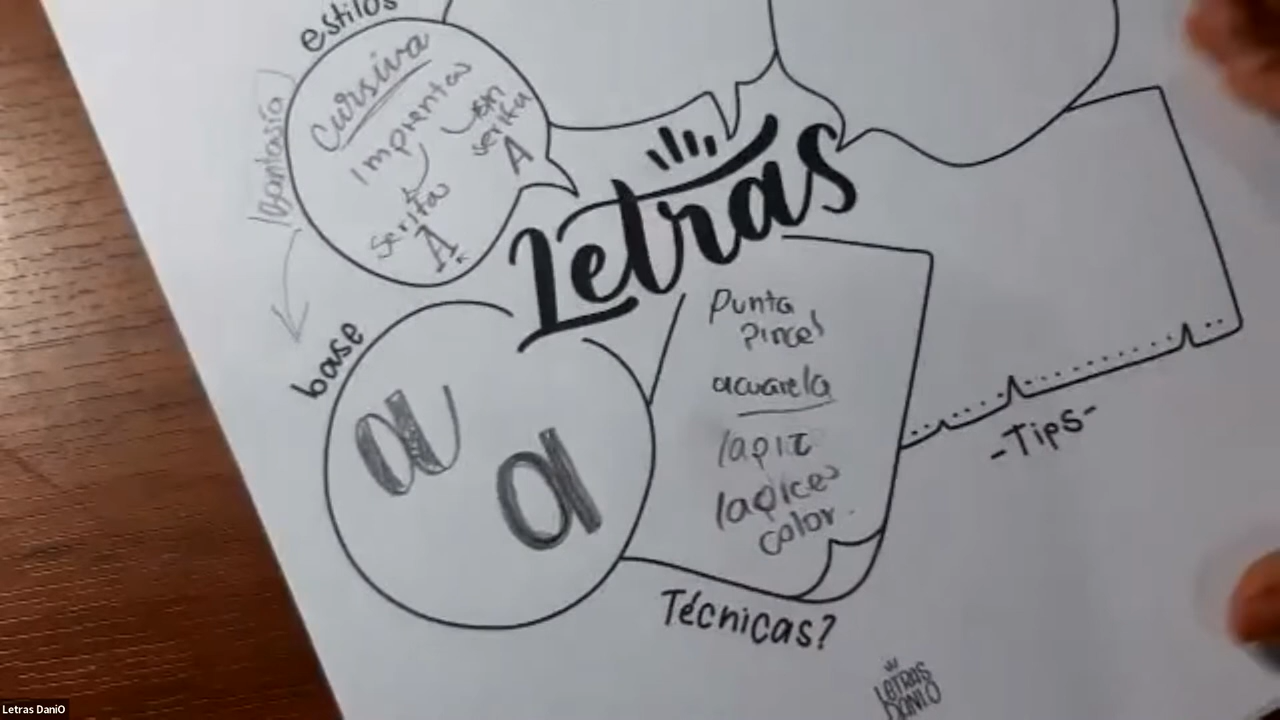 estilos
cursiva
imprenta
sin
serifa
A
serifa
A
fantasía
Letras
base
a
a
Punta
Pincel
acuarela
lapiz
lapices
color.
Técnicas?
-Tips-
LETRAS
DANIO
Letras DaniO